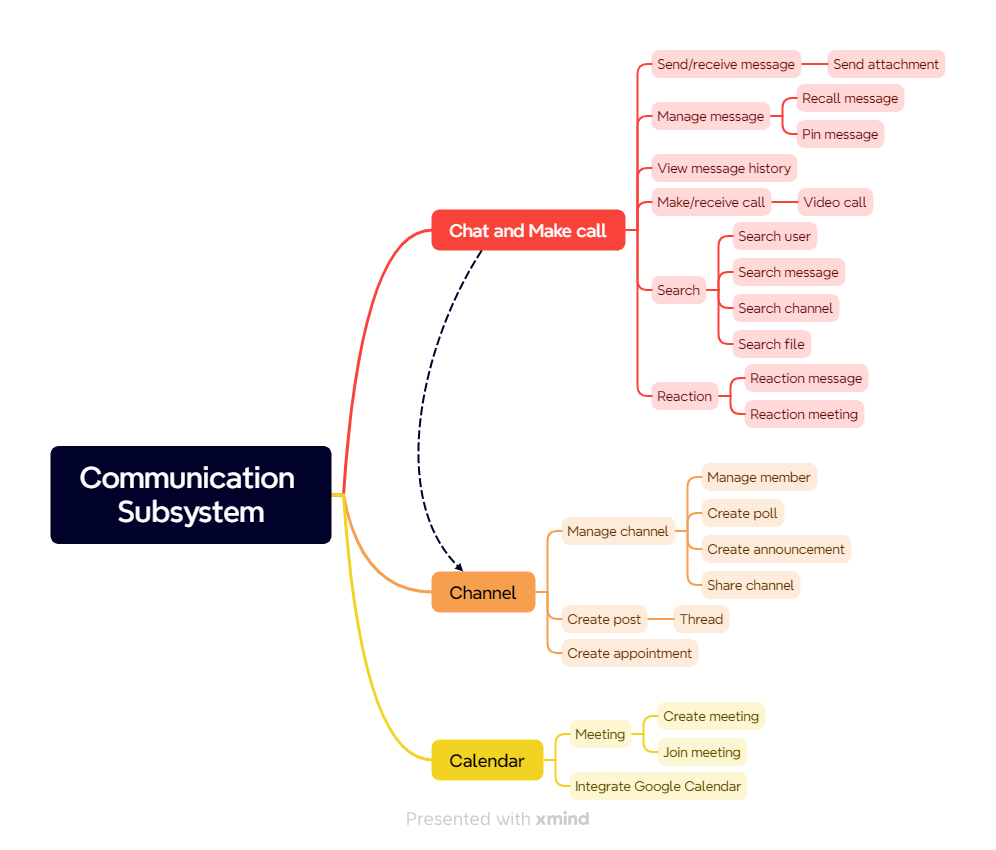 Send/receive message
Send attachment
Manage message
Recall message
Pin message
View message history
Make/receive call
Video call
Chat and Make call
Search
Search user
Search message
Search channel
Search file
Reaction
Reaction message
Reaction meeting
Communication
Subsystem
Channel
Manage channel
Manage member
Create poll
Create announcement
Share channel
Create post
Thread
Create appointment
Calendar
Meeting
Create meeting
Join meeting
Integrate Google Calendar
Presented with xmind